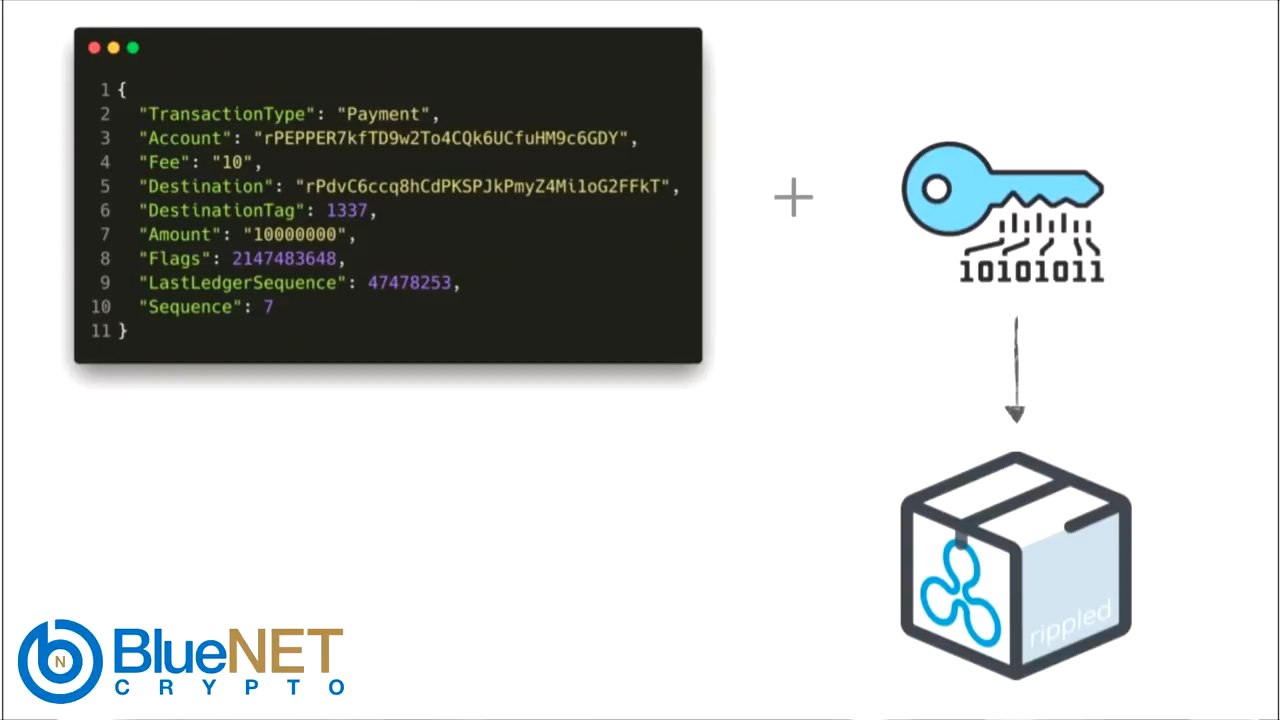 1 {
2 "TransactionType": "Payment",
3 "Account": "rPEPPER7kfTD9w2To4CQk6UCfuHM9c6GDY",
4 "Fee": "10",
5 "Destination": "rPdvC6ccq8hCdPKSPJkPmyZ4Mi1oG2FFkT",
6 "DestinationTag": 1337,
7 "Amount": "10000000",
8 "Flags": 2147483648,
9 "LastLedgerSequence": 47478253,
10 "Sequence": 7
11 }
+
10101011
rippled
b N BlueNET
CRYPTO